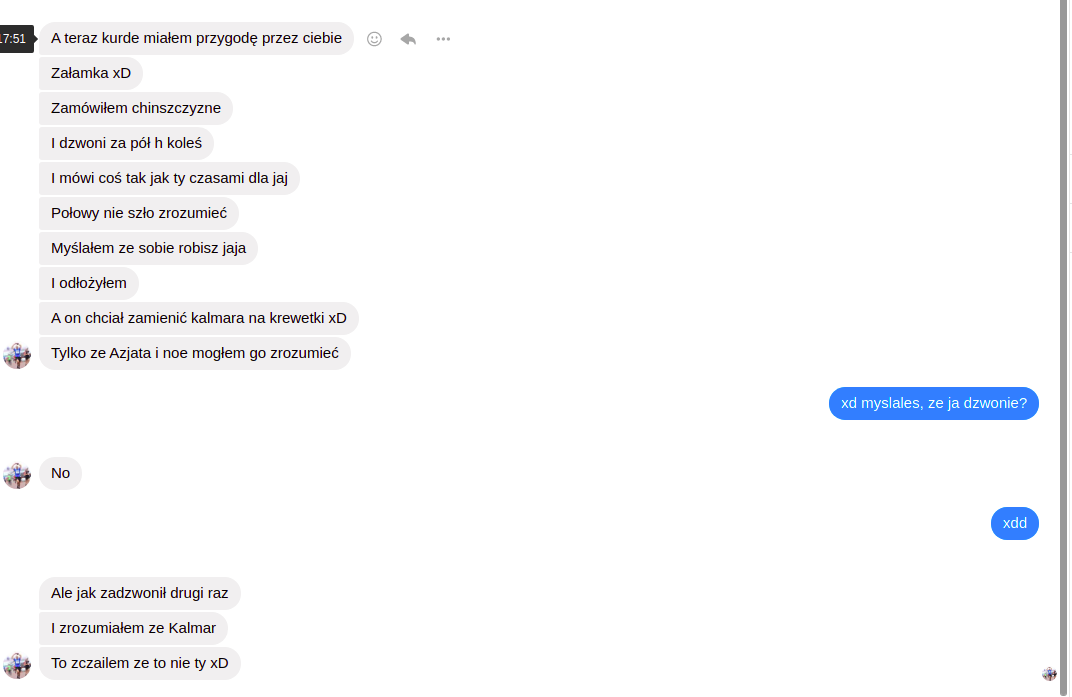 17:51
A teraz kurde miałem przygodę przez ciebie
Załamka xD
Zamówiłem chinszczyzne
I dzwoni za pół h koleś
I mówi coś tak jak ty czasami dla jaj
Połowy nie szło zrozumieć
Myślałem ze sobie robisz jaja
I odłożyłem
A on chciał zamienić kalmara na krewetki xD
Tylko ze Azjata i noe mogłem go zrozumieć
xd myslales, ze ja dzwonie?
No
xdd
Ale jak zadzwonił drugi raz
I zrozumiałem ze Kalmar
To zczailem ze to nie ty xD